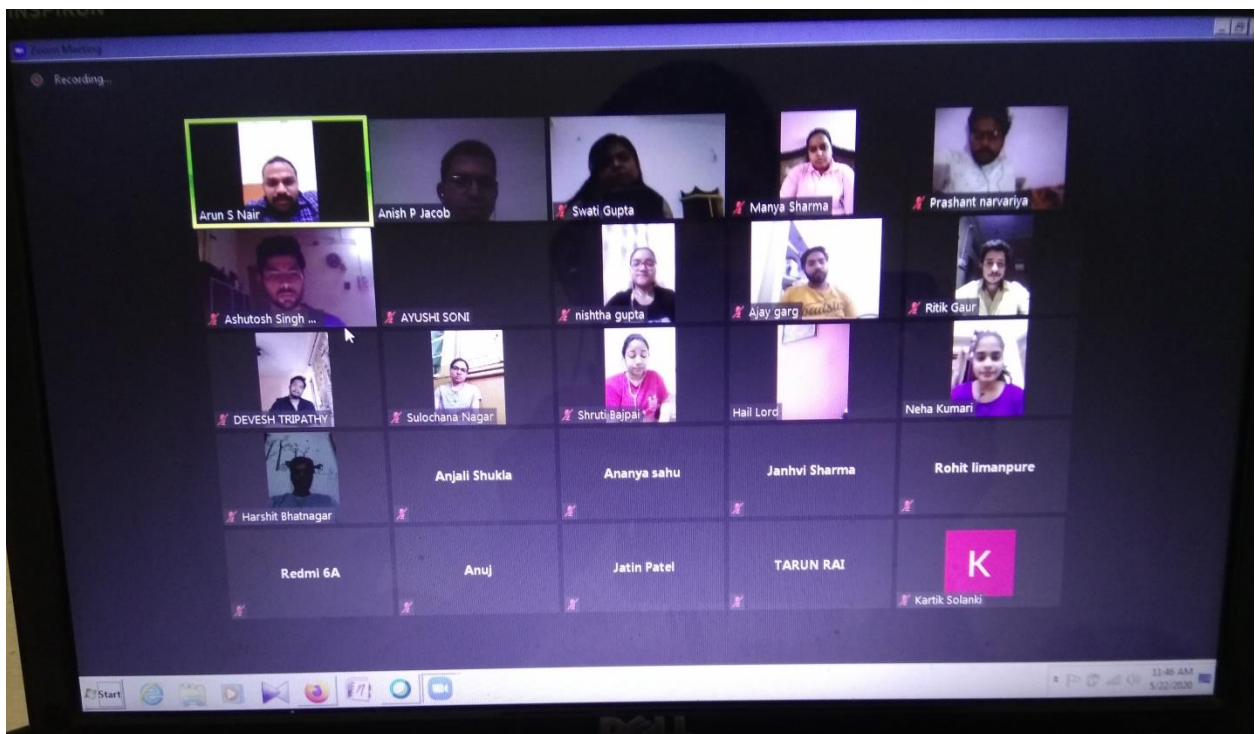 INSPIRON
Zoom Meeting
Recording...
Arun S Nair
Anish P Jacob
Swati Gupta
Manya Sharma
Prashant narvariya
Ashutosh Singh ...
AYUSHI SONI
nishtha gupta
Ajay garg
Ritik Gaur
DEVESH TRIPATHY
Sulochana Nagar
Shruti Bajpai
Hail Lord
Neha Kumari
Harshit Bhatnagar
Anjali Shukla
Ananya sahu
Janhvi Sharma
Rohit limanpure
Redmi 6A
Anuj
Jatin Patel
TARUN RAI
K
Kartik Solanki
Start
11:46 AM
5/22/2020
DELL